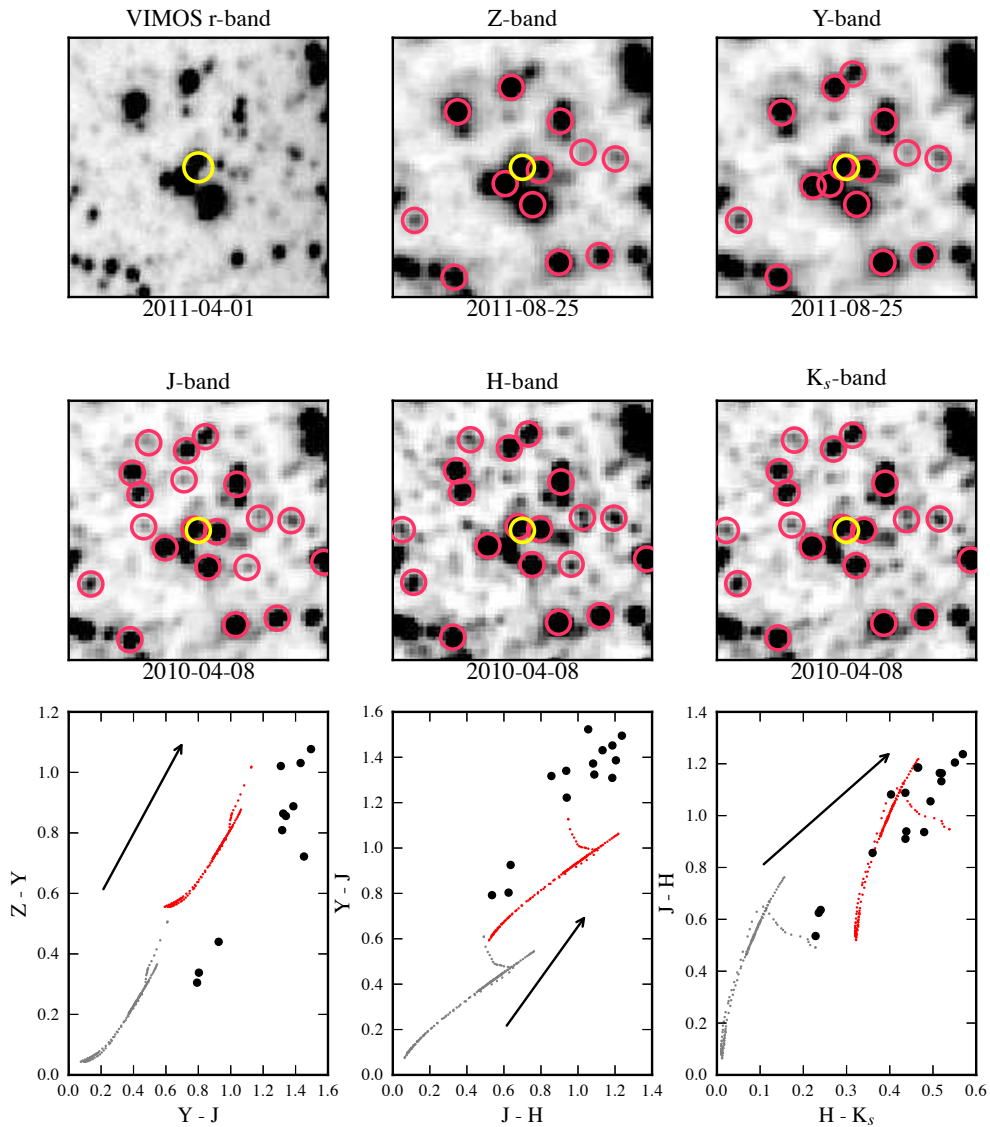 VIMOS r-band Z-band Y-band
2011-04-01 2011-08-25 2011-08-25
J-band H-band Kₛ-band
2010-04-08 2010-04-08 2010-04-08
1.2 1.6 1.4
1.0 1.4 1.2
0.8 1.2 1.0
0.6 1.0 0.8
0.4 0.8 0.6
0.2 0.6 0.4
0.0 0.4 0.2
0.2 0.0
0.0
Z - Y Y - J J - H
0.0 0.2 0.4 0.6 0.8 1.0 1.2 1.4 1.6
0.0 0.2 0.4 0.6 0.8 1.0 1.2 1.4
0.0 0.1 0.2 0.3 0.4 0.5 0.6
Y - J J - H H - Kₛ